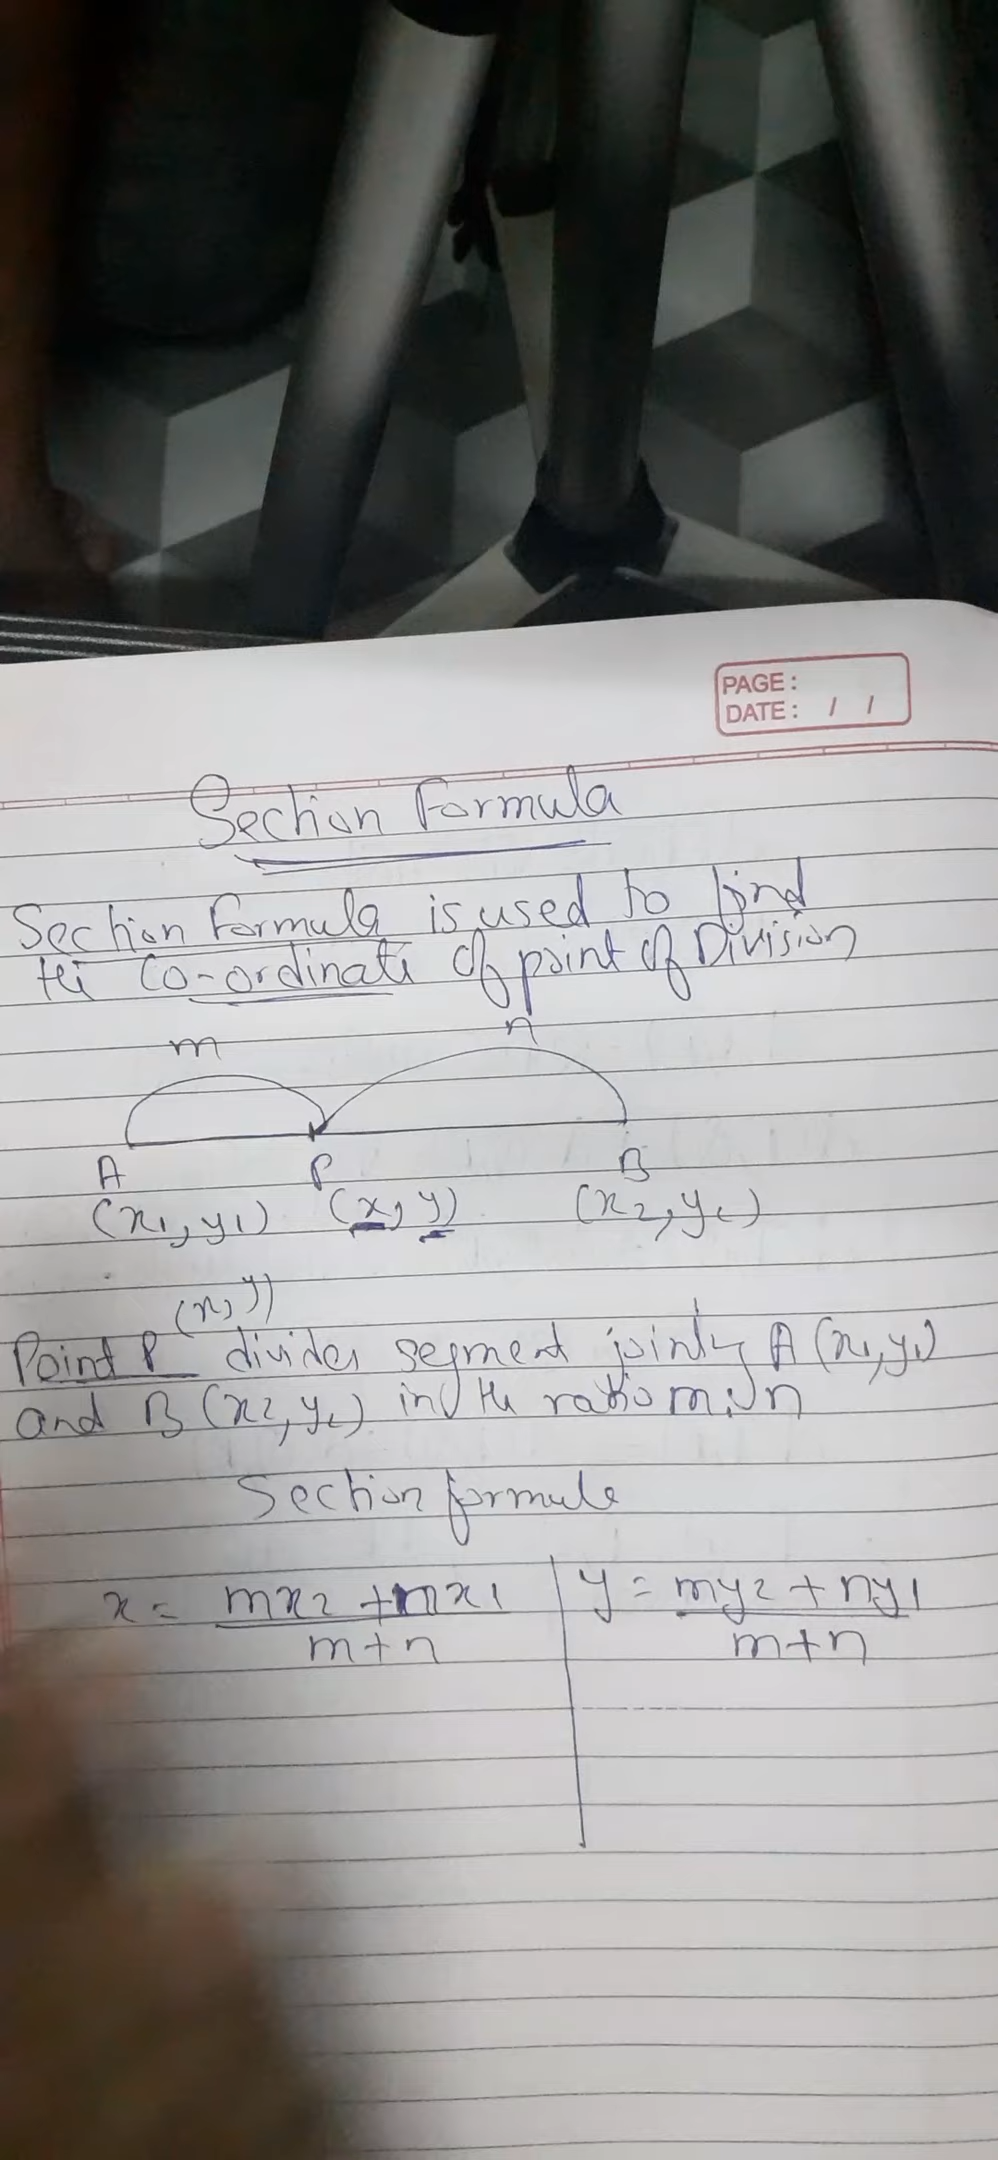 PAGE :
DATE : / /
Section Formula
Section Formula is used to find
the Co-ordinate of point of Division
m n
A P B
(x1, y1) (x, y) (x2, y2)
(x, y)
Point P divides segment joining A (x1, y1)
and B (x2, y2) in the ratio m:n
Section formula
x = mx2 + nx1 / m+n
y = my2 + ny1 / m+n